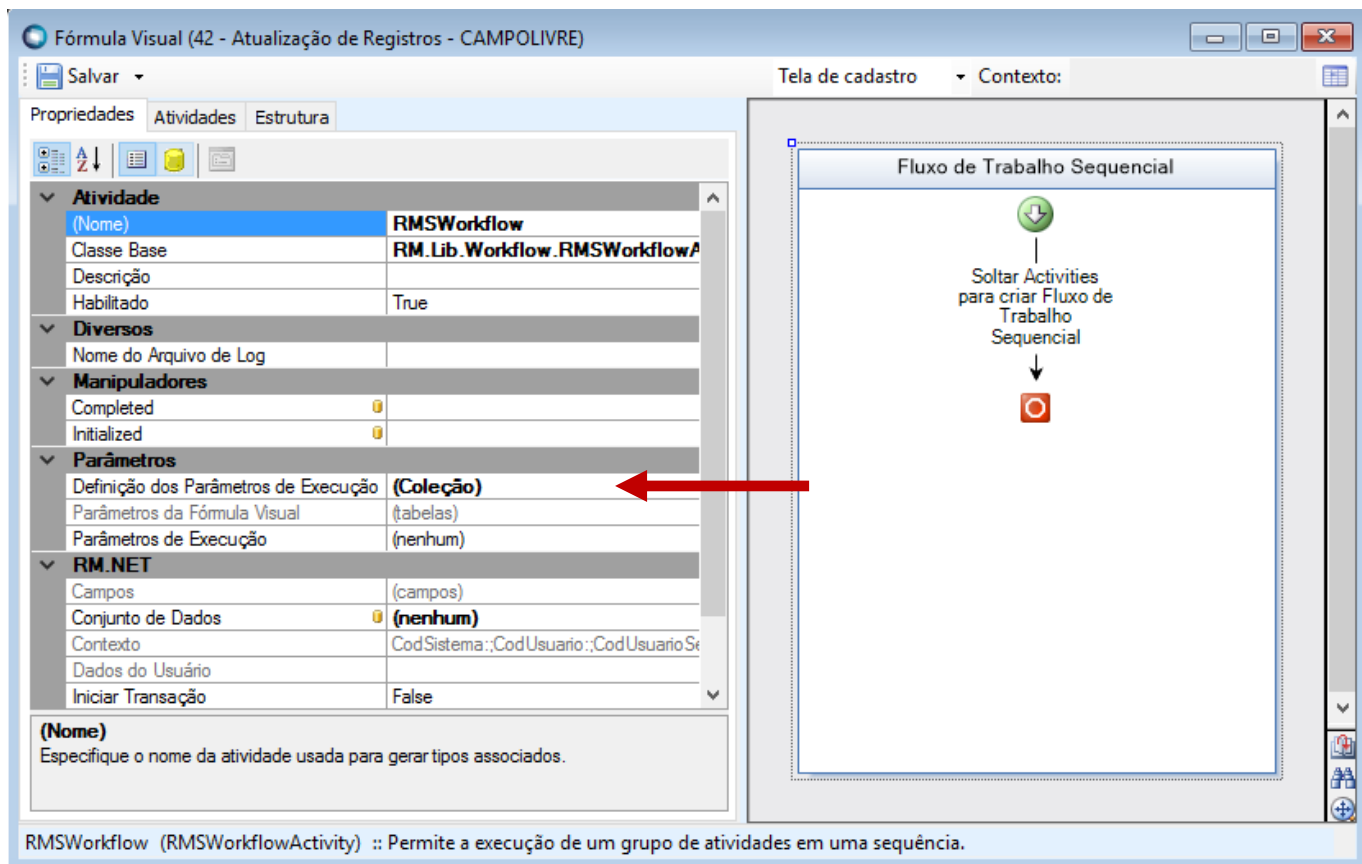 Fórmula Visual (42 - Atualização de Registros - CAMPOLIVRE)
Salvar
Tela de cadastro Contexto:
Propriedades Atividades Estrutura
Atividade
(Nome) RMSWorkflow
Classe Base RM.Lib.Workflow.RMSWorkflowA
Descrição
Habilitado True
Diversos
Nome do Arquivo de Log
Manipuladores
Completed
Initialized
Parâmetros
Definição dos Parâmetros de Execução (Coleção)
Parâmetros da Fórmula Visual (tabelas)
Parâmetros de Execução (nenhum)
RM.NET
Campos (campos)
Conjunto de Dados (nenhum)
Contexto CodSistema:;CodUsuario:;CodUsuarioSe
Dados do Usuário
Iniciar Transação False
(Nome)
Especifique o nome da atividade usada para gerar tipos associados.
Fluxo de Trabalho Sequencial
Soltar Activities
para criar Fluxo de
Trabalho
Sequencial
RMSWorkflow (RMSWorkflowActivity) :: Permite a execução de um grupo de atividades em uma sequência.